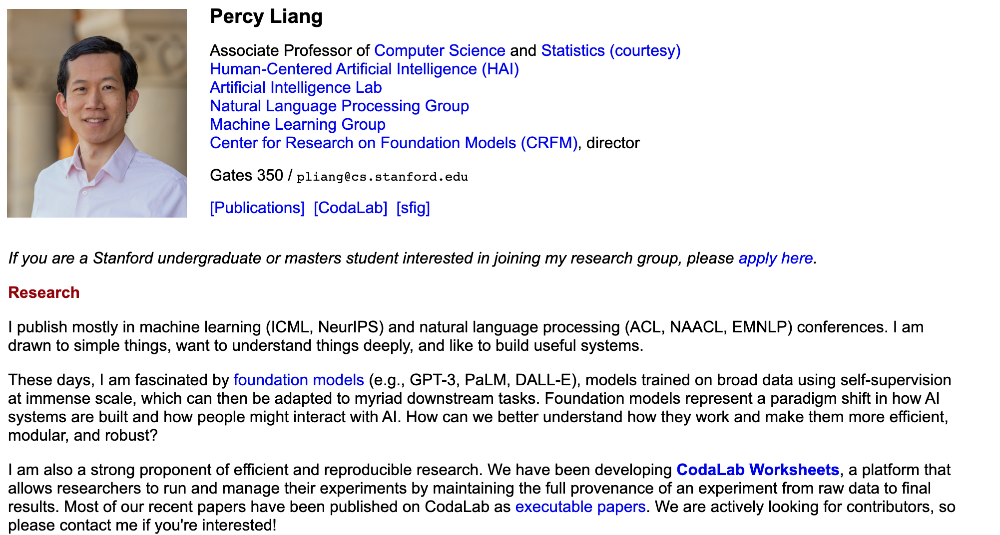 Percy Liang
Associate Professor of Computer Science and Statistics (courtesy)
Human-Centered Artificial Intelligence (HAI)
Artificial Intelligence Lab
Natural Language Processing Group
Machine Learning Group
Center for Research on Foundation Models (CRFM), director
Gates 350 / pliang@cs.stanford.edu
[Publications] [CodaLab] [sfig]
If you are a Stanford undergraduate or masters student interested in joining my research group, please apply here.
Research
I publish mostly in machine learning (ICML, NeurIPS) and natural language processing (ACL, NAACL, EMNLP) conferences. I am
drawn to simple things, want to understand things deeply, and like to build useful systems.
These days, I am fascinated by foundation models (e.g., GPT-3, PaLM, DALL-E), models trained on broad data using self-supervision
at immense scale, which can then be adapted to myriad downstream tasks. Foundation models represent a paradigm shift in how AI
systems are built and how people might interact with AI. How can we better understand how they work and make them more efficient,
modular, and robust?
I am also a strong proponent of efficient and reproducible research. We have been developing CodaLab Worksheets, a platform that
allows researchers to run and manage their experiments by maintaining the full provenance of an experiment from raw data to final
results. Most of our recent papers have been published on CodaLab as executable papers. We are actively looking for contributors, so
please contact me if you're interested!